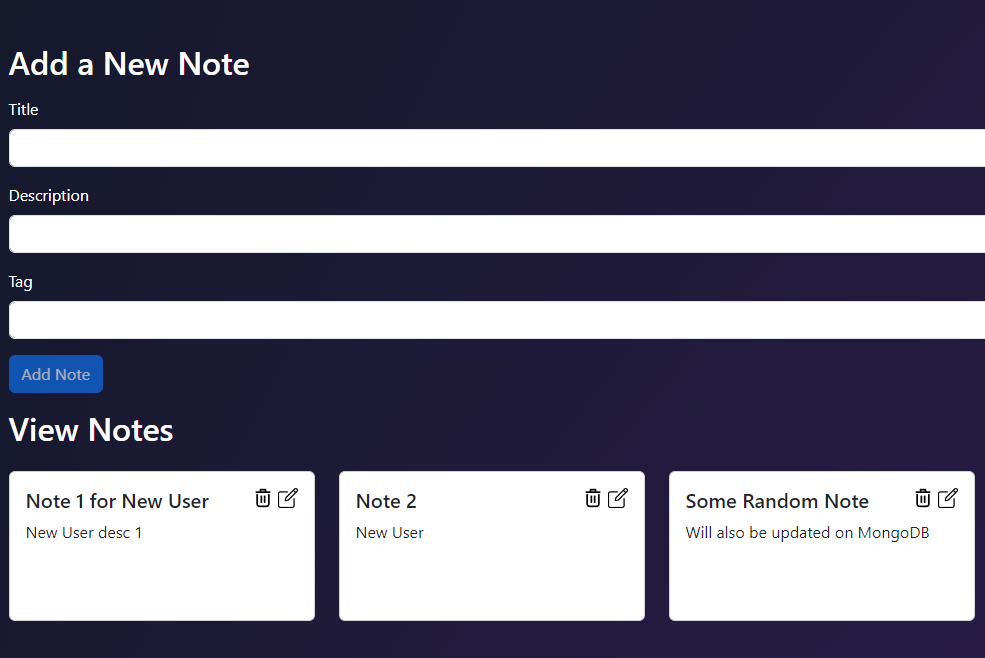 Add a New Note
Title
Description
Tag
Add Note
View Notes
Note 1 for New User
New User desc 1
Note 2
New User
Some Random Note
Will also be updated on MongoDB